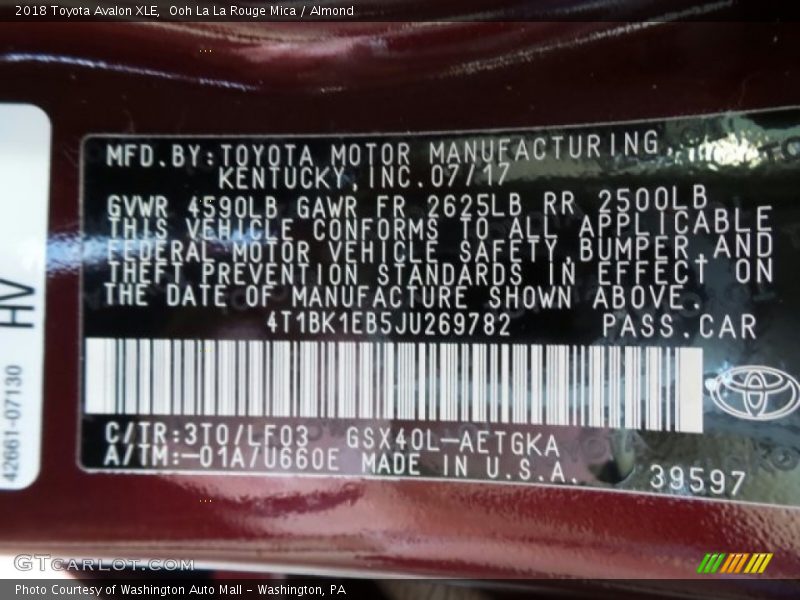 2018 Toyota Avalon XLE,  Ooh La La Rouge Mica / Almond
MFD.BY:TOYOTA MOTOR MANUFACTURING
KENTUCKY,INC.07/17
GVWR 4590LB GAWR FR 2625LB RR 2500LB
THIS VEHICLE CONFORMS TO ALL APPLICABLE
FEDERAL MOTOR VEHICLE SAFETY,BUMPER,AND
THEFT PREVENTION STANDARDS IN EFFECT ON
THE DATE OF MANUFACTURE SHOWN ABOVE.
4T1BK1EB5JU269782 PASS.CAR
C/TR:3T0/LF03 GSX40L-AETGKA
A/TM:-01A/U660E MADE IN U.S.A.
39597
HV
42661-07130
GTCARLOT.COM
Photo Courtesy of Washington Auto Mall - Washington, PA